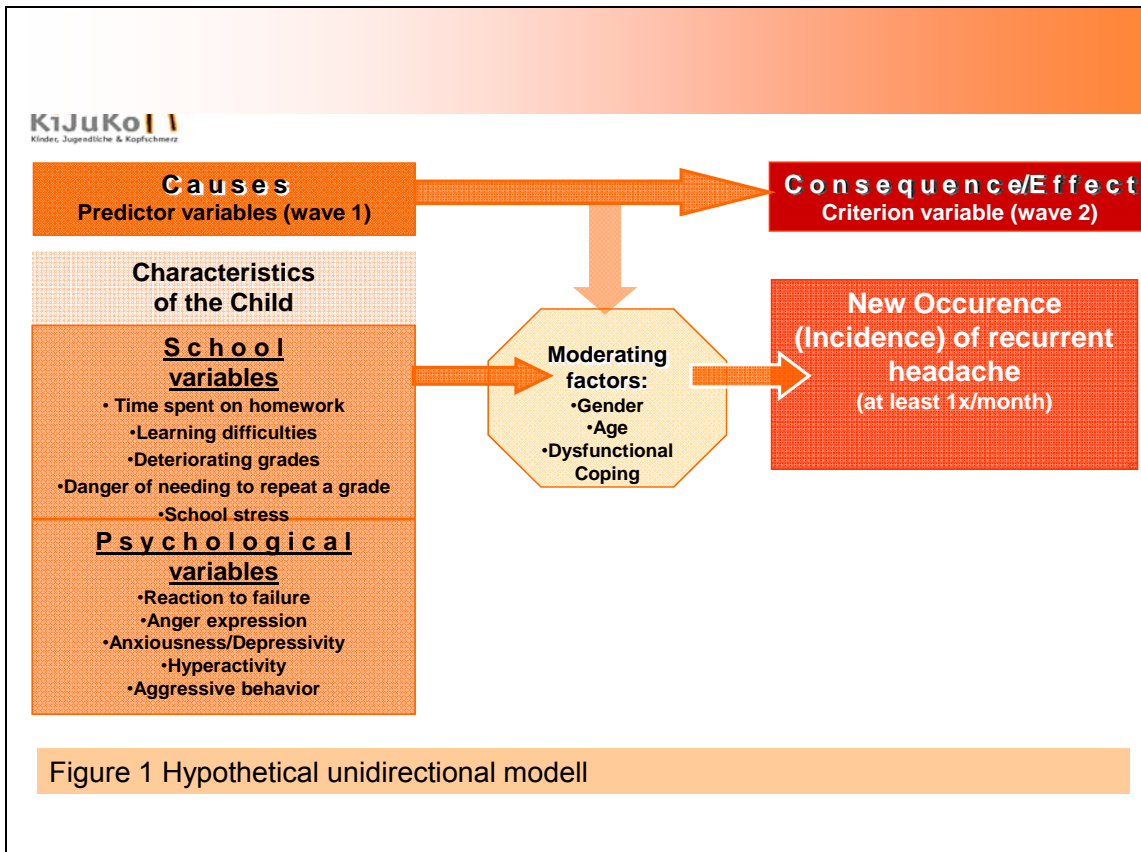 KiJuKo
Kinder, Jugendliche & Kopfschmerz
Causes
Predictor variables (wave 1)
Consequence/Effect
Criterion variable (wave 2)
Characteristics
of the Child
School
variables
• Time spent on homework
•Learning difficulties
•Deteriorating grades
•Danger of needing to repeat a grade
•School stress
Psychological
variables
•Reaction to failure
•Anger expression
•Anxiousness/Depressivity
•Hyperactivity
•Aggressive behavior
Moderating
factors:
•Gender
•Age
•Dysfunctional
Coping
New Occurence
(Incidence) of recurrent
headache
(at least 1x/month)
Figure 1 Hypothetical unidirectional modell